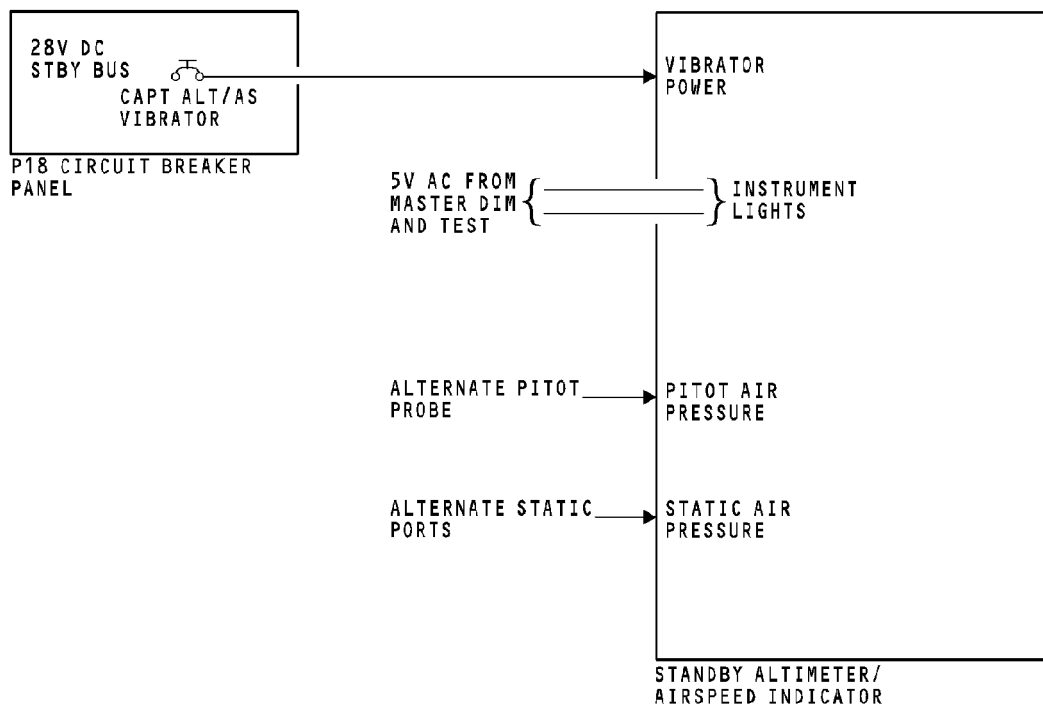 28V DC
STBY BUS
CAPT ALT/AS
VIBRATOR
P18 CIRCUIT BREAKER
PANEL
VIBRATOR
POWER
5V AC FROM
MASTER DIM
AND TEST
INSTRUMENT
LIGHTS
ALTERNATE PITOT
PROBE
PITOT AIR
PRESSURE
ALTERNATE STATIC
PORTS
STATIC AIR
PRESSURE
STANDBY ALTIMETER/
AIRSPEED INDICATOR